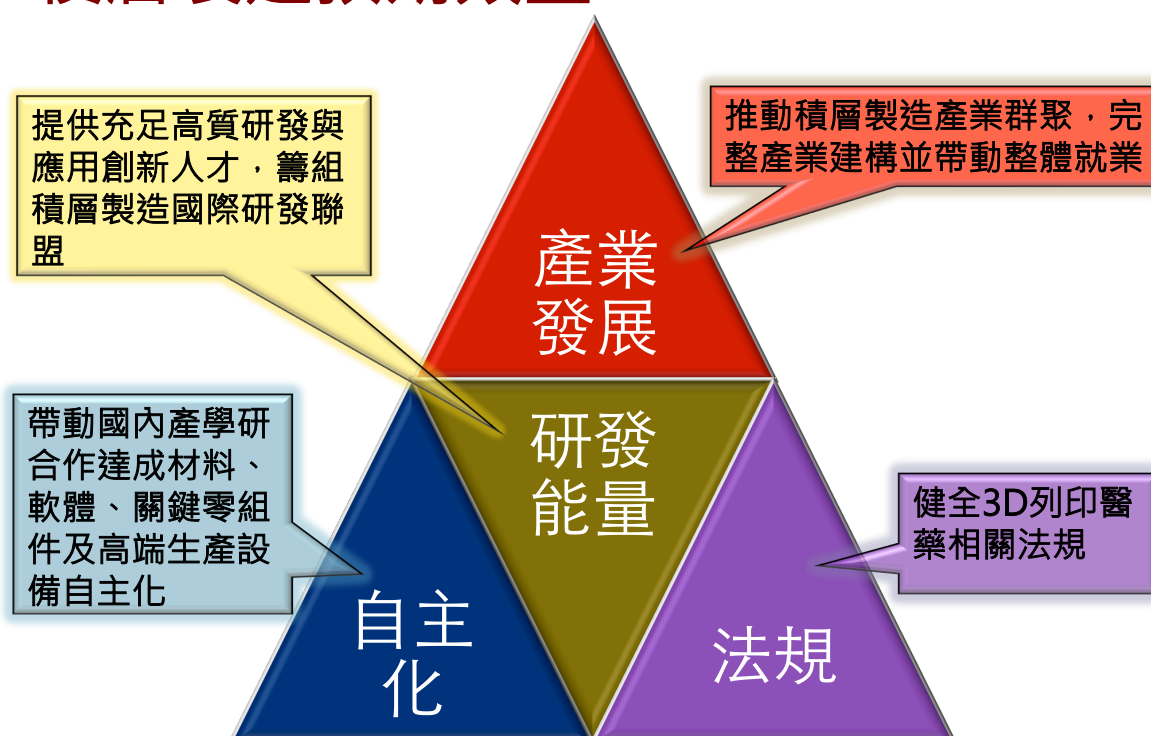 提供充足高質研發與
應用創新人才，籌組
積層製造國際研發聯
盟
推動積層製造產業群聚，完
整產業建構並帶動整體就業
產業
發展
帶動國內產學研
合作達成材料、
軟體、關鍵零組
件及高端生產設
備自主化
研發
能量
健全3D列印醫
藥相關法規
自主
化
法規